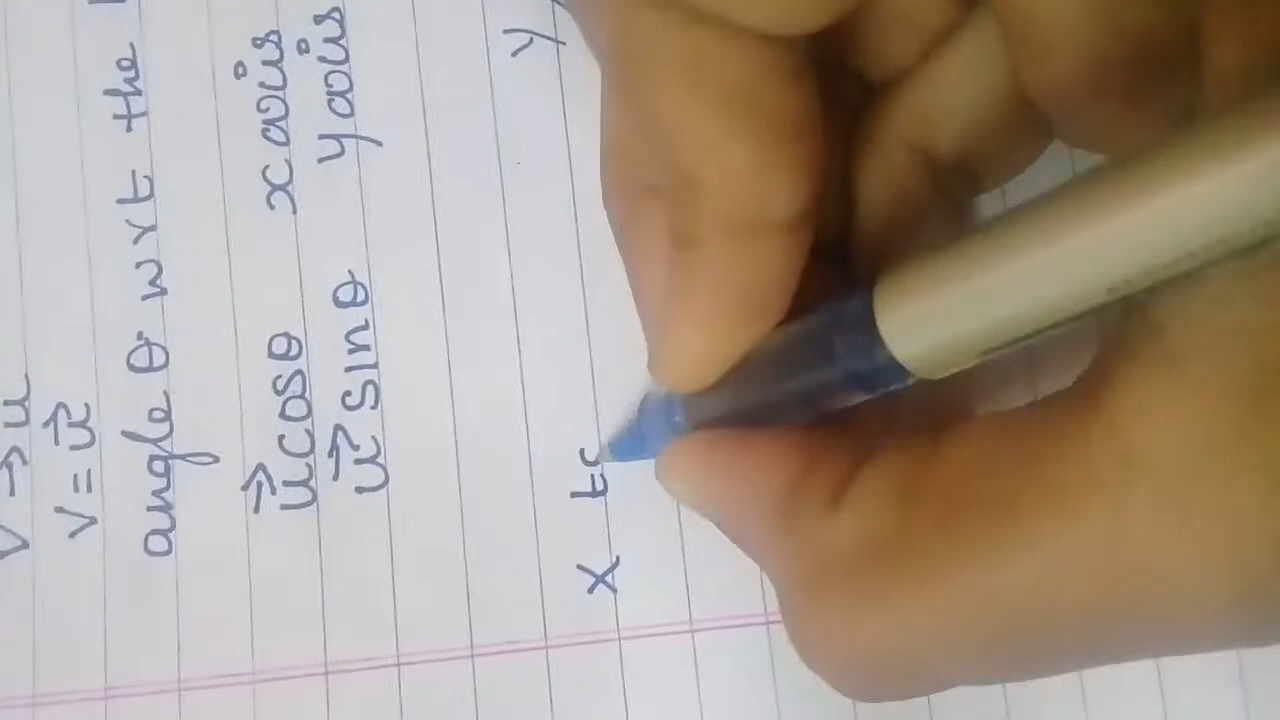 V → u
V = u⃗
angle θ wrt the
u⃗ cosθ x axis
u⃗ sinθ y axis
x y